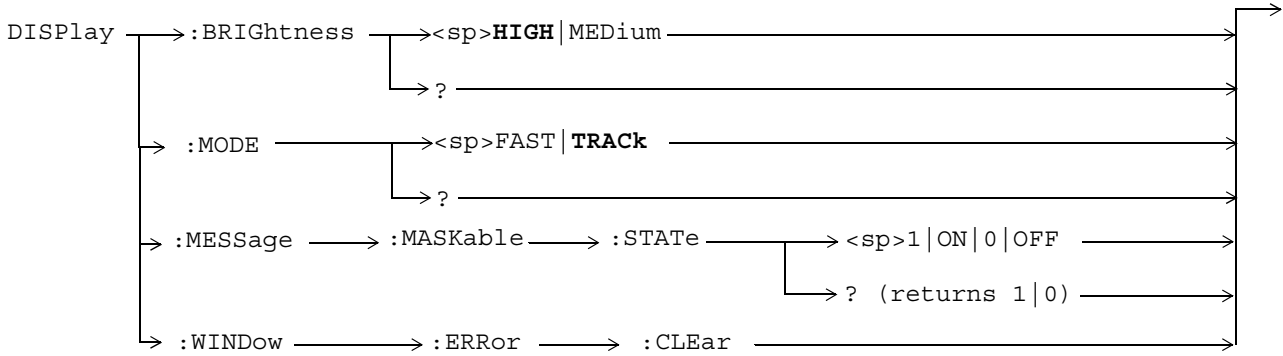 DISPlay :BRIGhtness <sp>HIGH|MEDium
?
:MODE <sp>FAST|TRACk
?
:MESSage :MASKable :STATe <sp>1|ON|0|OFF
? (returns 1|0)
:WINDow :ERRor :CLEar